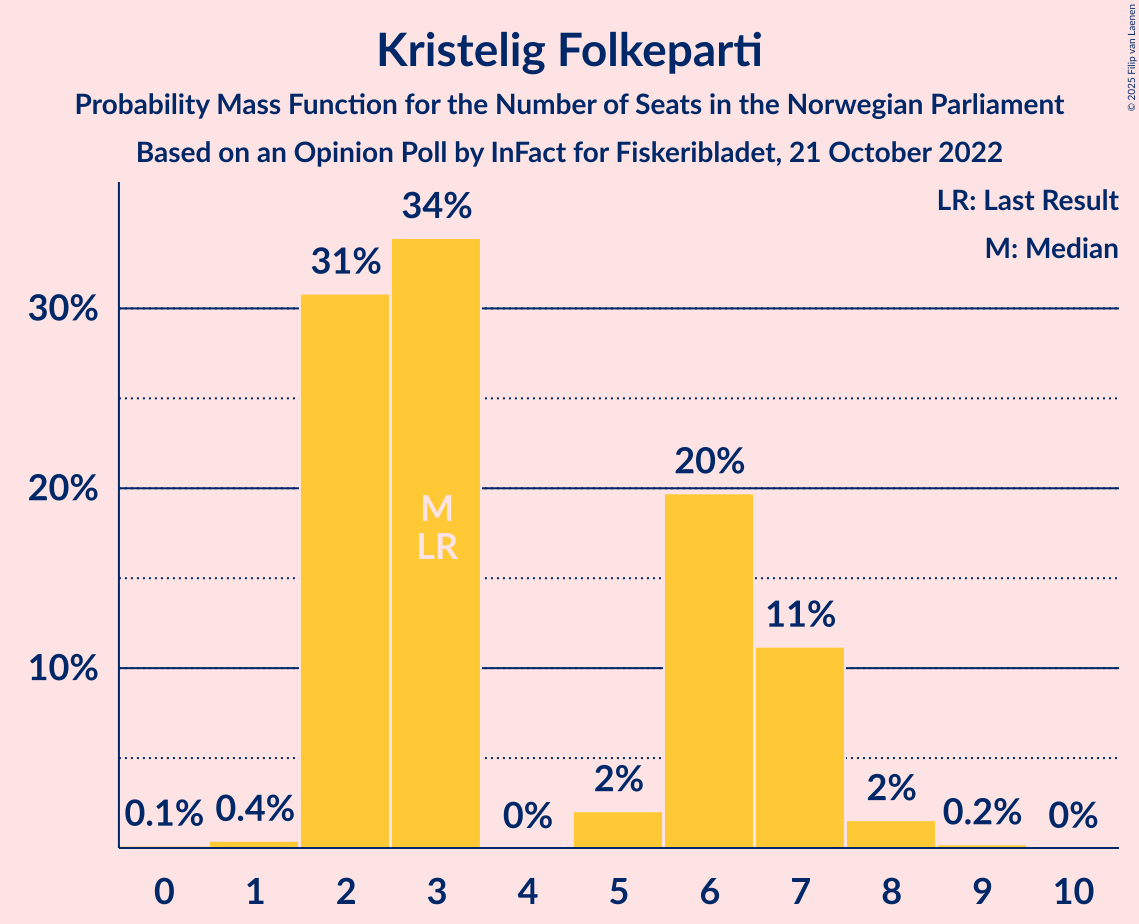 Kristelig Folkeparti
Probability Mass Function for the Number of Seats in the Norwegian Parliament
Based on an Opinion Poll by InFact for Fiskeribladet, 21 October 2022
© 2025 Filip van Laenen
LR: Last Result
M: Median
34%
31%
30%
20%
20%
M
LR
11%
10%
2%
2%
0.1%
0.4%
0%
0.2%
0%
0 1 2 3 4 5 6 7 8 9 10